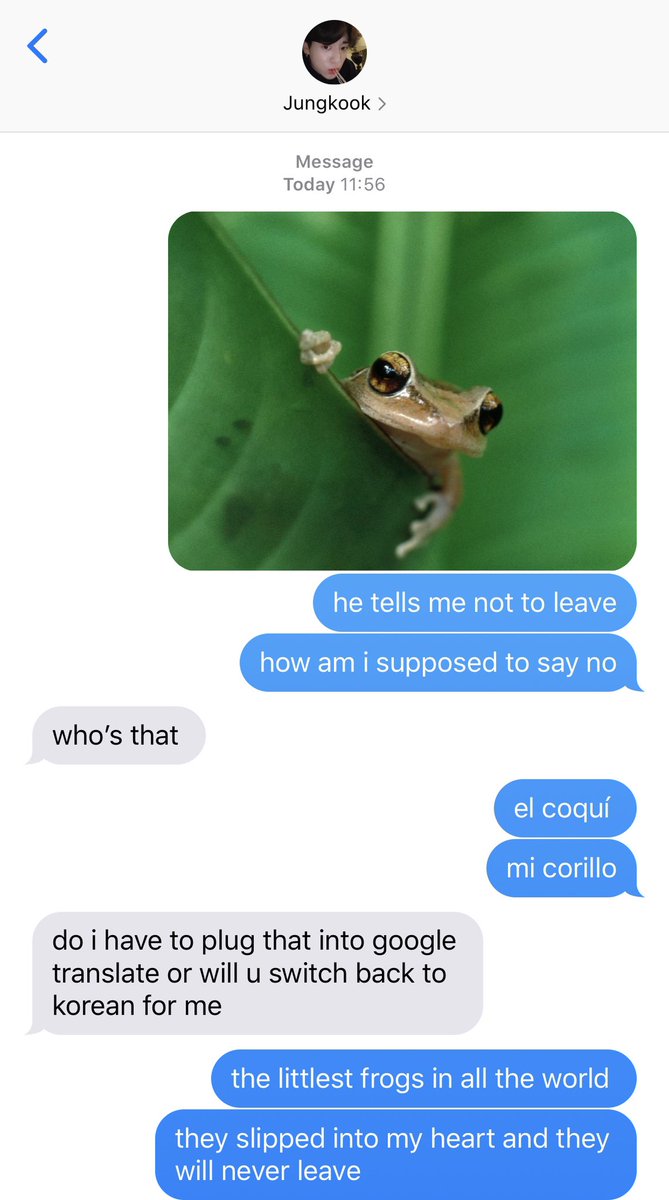 Jungkook
Message
Today 11:56
he tells me not to leave
how am i supposed to say no
who’s that
el coquí
mi corillo
do i have to plug that into google
translate or will u switch back to
korean for me
the littlest frogs in all the world
they slipped into my heart and they
will never leave